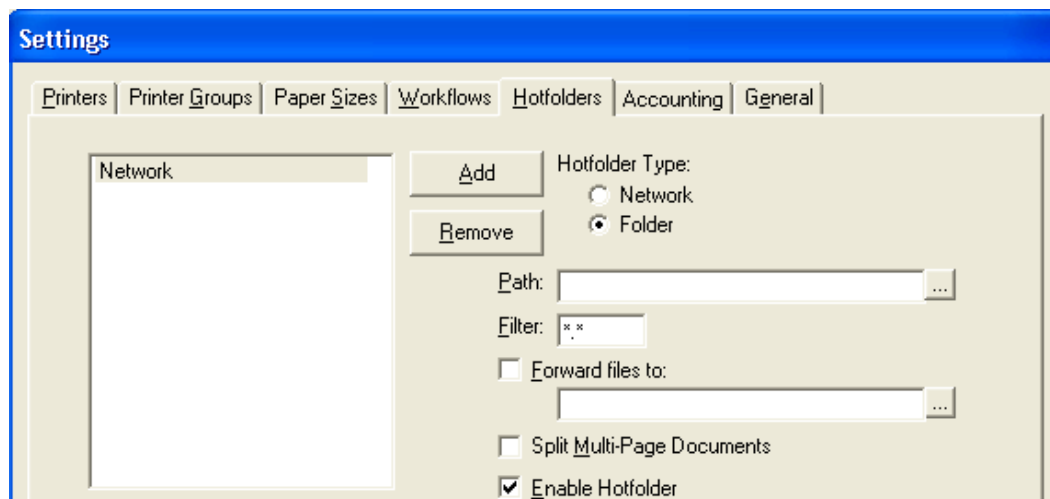 Settings
Printers Printer Groups Paper Sizes Workflows Hotfolders Accounting General
Network
Add
Remove
Hotfolder Type:
Network
Folder
Path:
...
Filter: *.*
Forward files to:
...
Split Multi-Page Documents
Enable Hotfolder